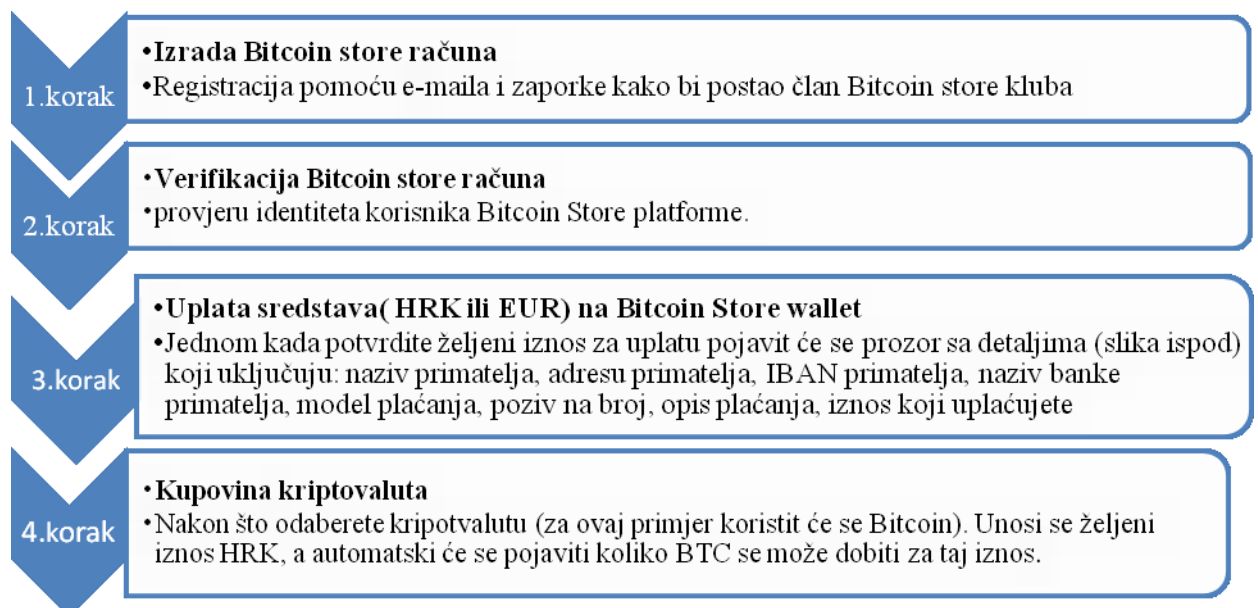 1.korak
•Izrada Bitcoin store računa
•Registracija pomoću e-maila i zaporke kako bi postao član Bitcoin store kluba
2.korak
•Verifikacija Bitcoin store računa
•provjeru identiteta korisnika Bitcoin Store platforme.
3.korak
•Uplata sredstava( HRK ili EUR) na Bitcoin Store wallet
•Jednom kada potvrdite željeni iznos za uplatu pojavit će se prozor sa detaljima (slika ispod)
koji uključuju: naziv primatelja, adresu primatelja, IBAN primatelja, naziv banke
primatelja, model plaćanja, poziv na broj, opis plaćanja, iznos koji uplaćujete
4.korak
•Kupovina kriptovaluta
•Nakon što odaberete kripotvalutu (za ovaj primjer koristit će se Bitcoin). Unosi se željeni
iznos HRK, a automatski će se pojaviti koliko BTC se može dobiti za taj iznos.